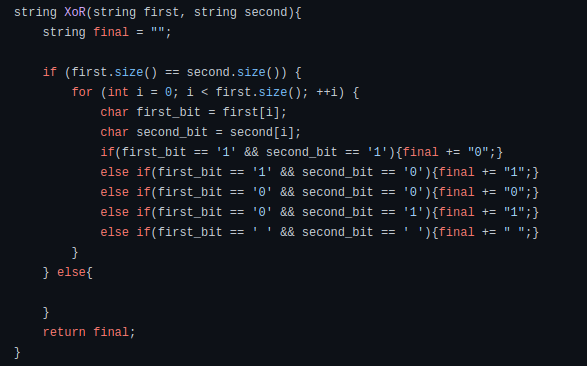 string XoR(string first, string second){
    string final = "";

    if (first.size() == second.size()) {
        for (int i = 0; i < first.size(); ++i) {
            char first_bit = first[i];
            char second_bit = second[i];
            if(first_bit == '1' && second_bit == '1'){final += "0";}
            else if(first_bit == '1' && second_bit == '0'){final += "1";}
            else if(first_bit == '0' && second_bit == '0'){final += "0";}
            else if(first_bit == '0' && second_bit == '1'){final += "1";}
            else if(first_bit == ' ' && second_bit == ' '){final += " ";}
        }
    } else{

    }
    return final;
}